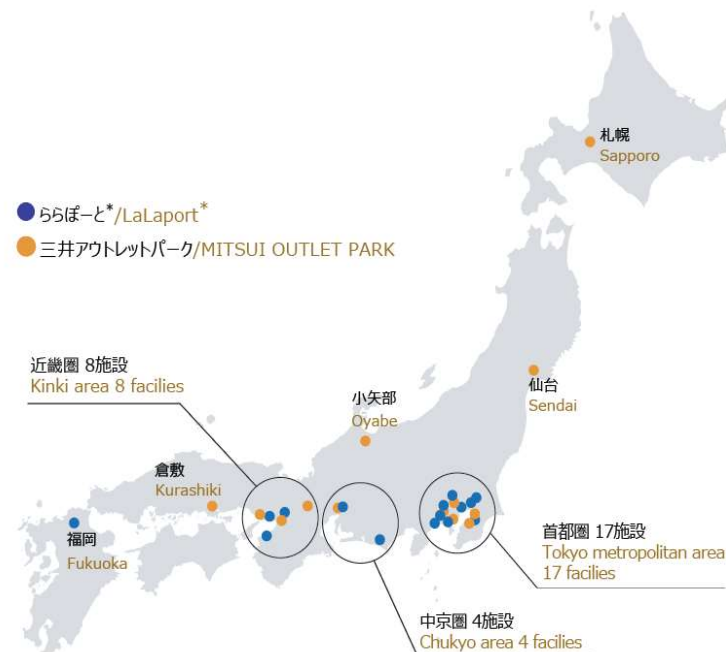 札幌
Sapporo
ららぽーと*/LaLaport*
三井アウトレットパーク/MITSUI OUTLET PARK
近畿圏 8施設
Kinki area 8 facilies
小矢部
Oyabe
仙台
Sendai
倉敷
Kurashiki
福岡
Fukuoka
首都圏 17施設
Tokyo metropolitan area
17 facilies
中京圏 4施設
Chukyo area 4 facilies